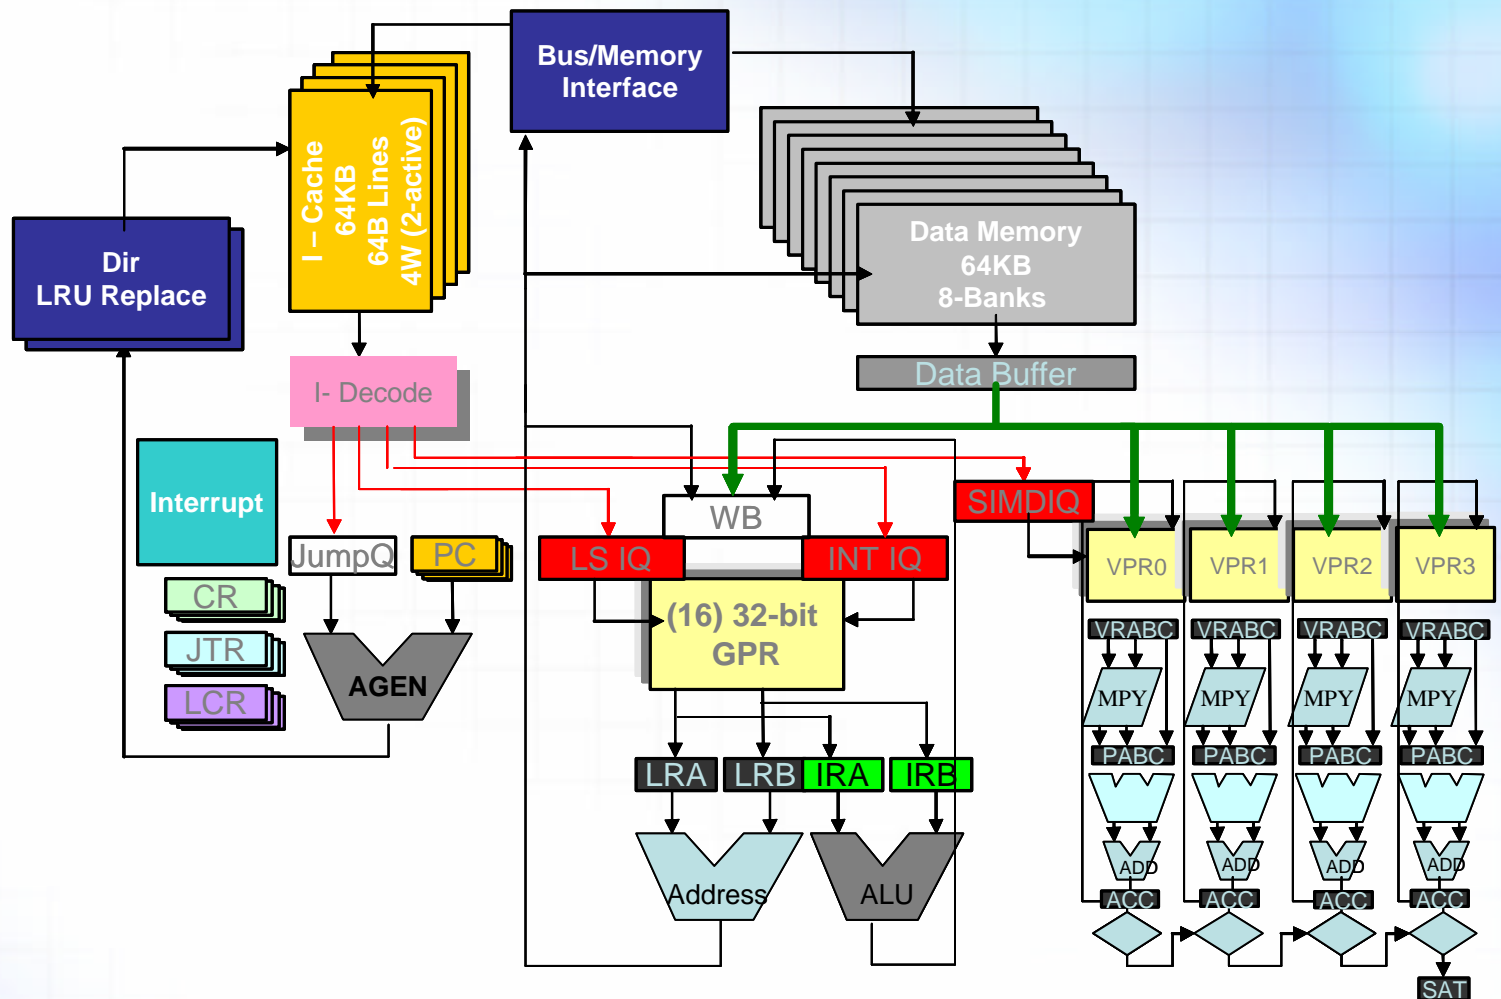 Bus/Memory
Interface
I – Cache
64KB
64B Lines
4W (2-active)
Dir
LRU Replace
Data Memory
64KB
8-Banks
Data Buffer
I- Decode
Interrupt
JumpQ
PC
CR
JTR
LCR
AGEN
WB
LS IQ
INT IQ
(16) 32-bit
GPR
LRA
LRB
IRA
IRB
Address
ALU
SIMDIQ
VPR0
VPR1
VPR2
VPR3
VRABC
VRABC
VRABC
VRABC
MPY
MPY
MPY
MPY
PABC
PABC
PABC
PABC
ADD
ADD
ADD
ADD
ACC
ACC
ACC
ACC
SAT